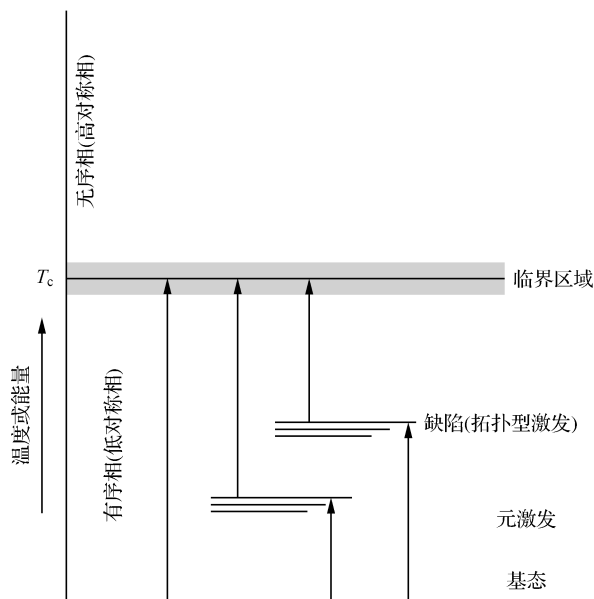 无序相(高对称相)
Tc
临界区域
温度或能量
有序相(低对称相)
缺陷(拓扑型激发)
元激发
基态